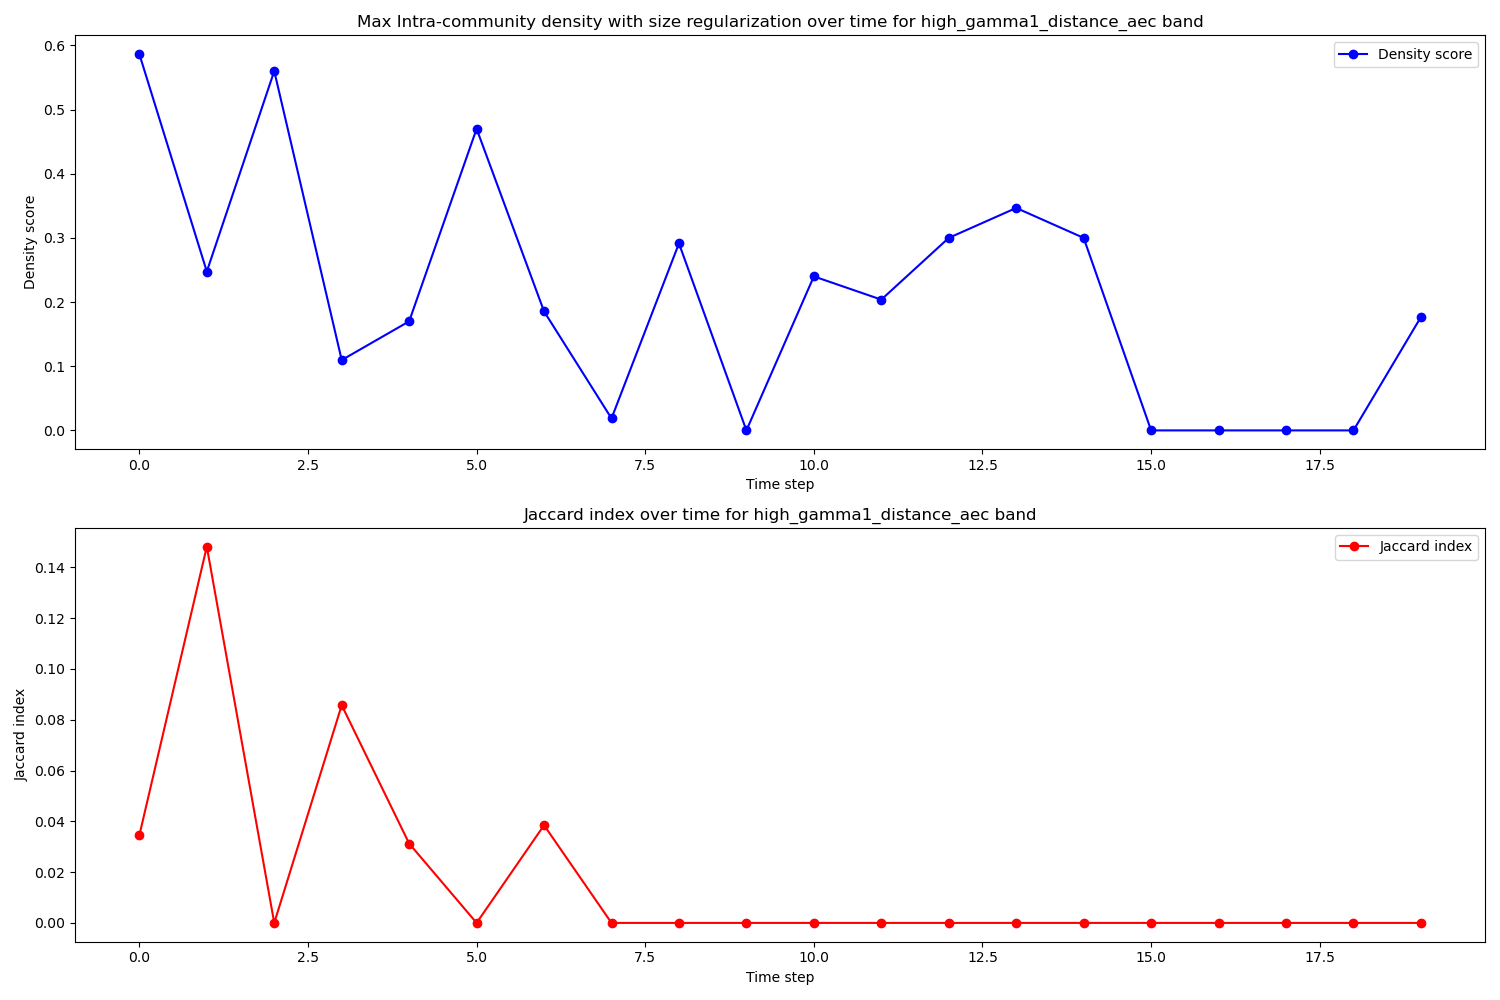 Max Intra-community density with size regularization over time for high_gamma1_distance_aec band
Density score
0.6
0.5
0.4
0.3
0.2
0.1
0.0
Density score
0.0 2.5 5.0 7.5 10.0 12.5 15.0 17.5
Time step
Jaccard index over time for high_gamma1_distance_aec band
Jaccard index
0.14
0.12
0.10
0.08
0.06
0.04
0.02
0.00
Jaccard index
0.0 2.5 5.0 7.5 10.0 12.5 15.0 17.5
Time step